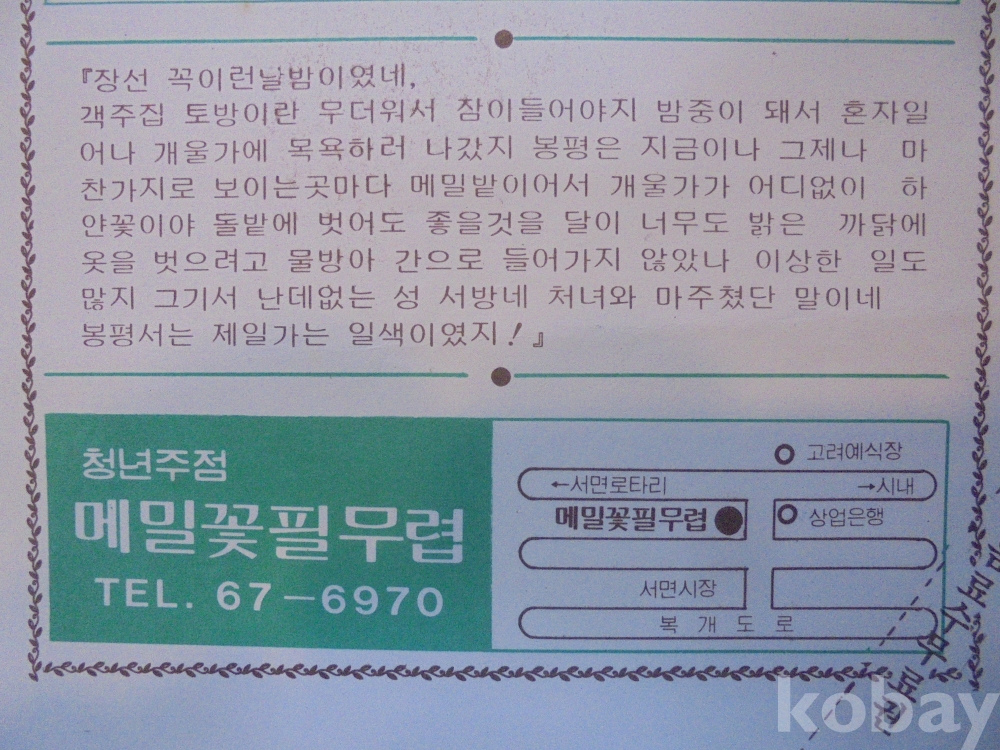 『장선 꼭이런날밤이였네,
객주집 토방이란 무더워서 잠이들어야지 밤중이 돼서 혼자일
어나 개울가에 목욕하러 나갔지 봉평은 지금이나 그제나 마
찬가지로 보이는곳마다 메밀밭이어서 개울가가 어디없이 하
얀꽃이야 돌밭에 벗어도 좋을것을 달이 너무도 밝은 까닭에
옷을 벗으려고 물방아 간으로 들어가지 않았나 이상한 일도
많지 그기서 난데없는 성 서방네 처녀와 마주쳤단 말이네
봉평서는 제일가는 일색이였지!』
청년주점
메밀꽃필무렵
TEL. 67-6970
고려예식장
←서면로타리
→시내
메밀꽃필무렵
상업은행
서면시장
복개도로
kobay